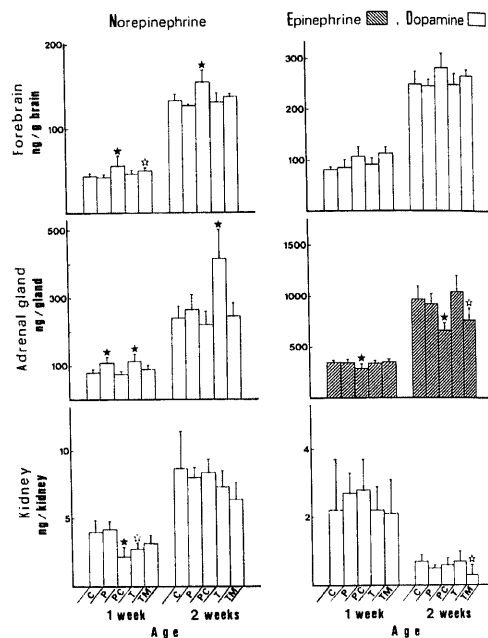 Norepinephrine
Epinephrine , Dopamine
Forebrain
ng / g brain
100
200
100
200
300
Adrenal gland
ng / gland
100
300
500
500
1000
1500
Kidney
ng / kidney
5
10
2
4
C P PC T TM C P PC T TM
C P PC T TM C P PC T TM
1 week 2 weeks
1 week 2 weeks
Age
Age